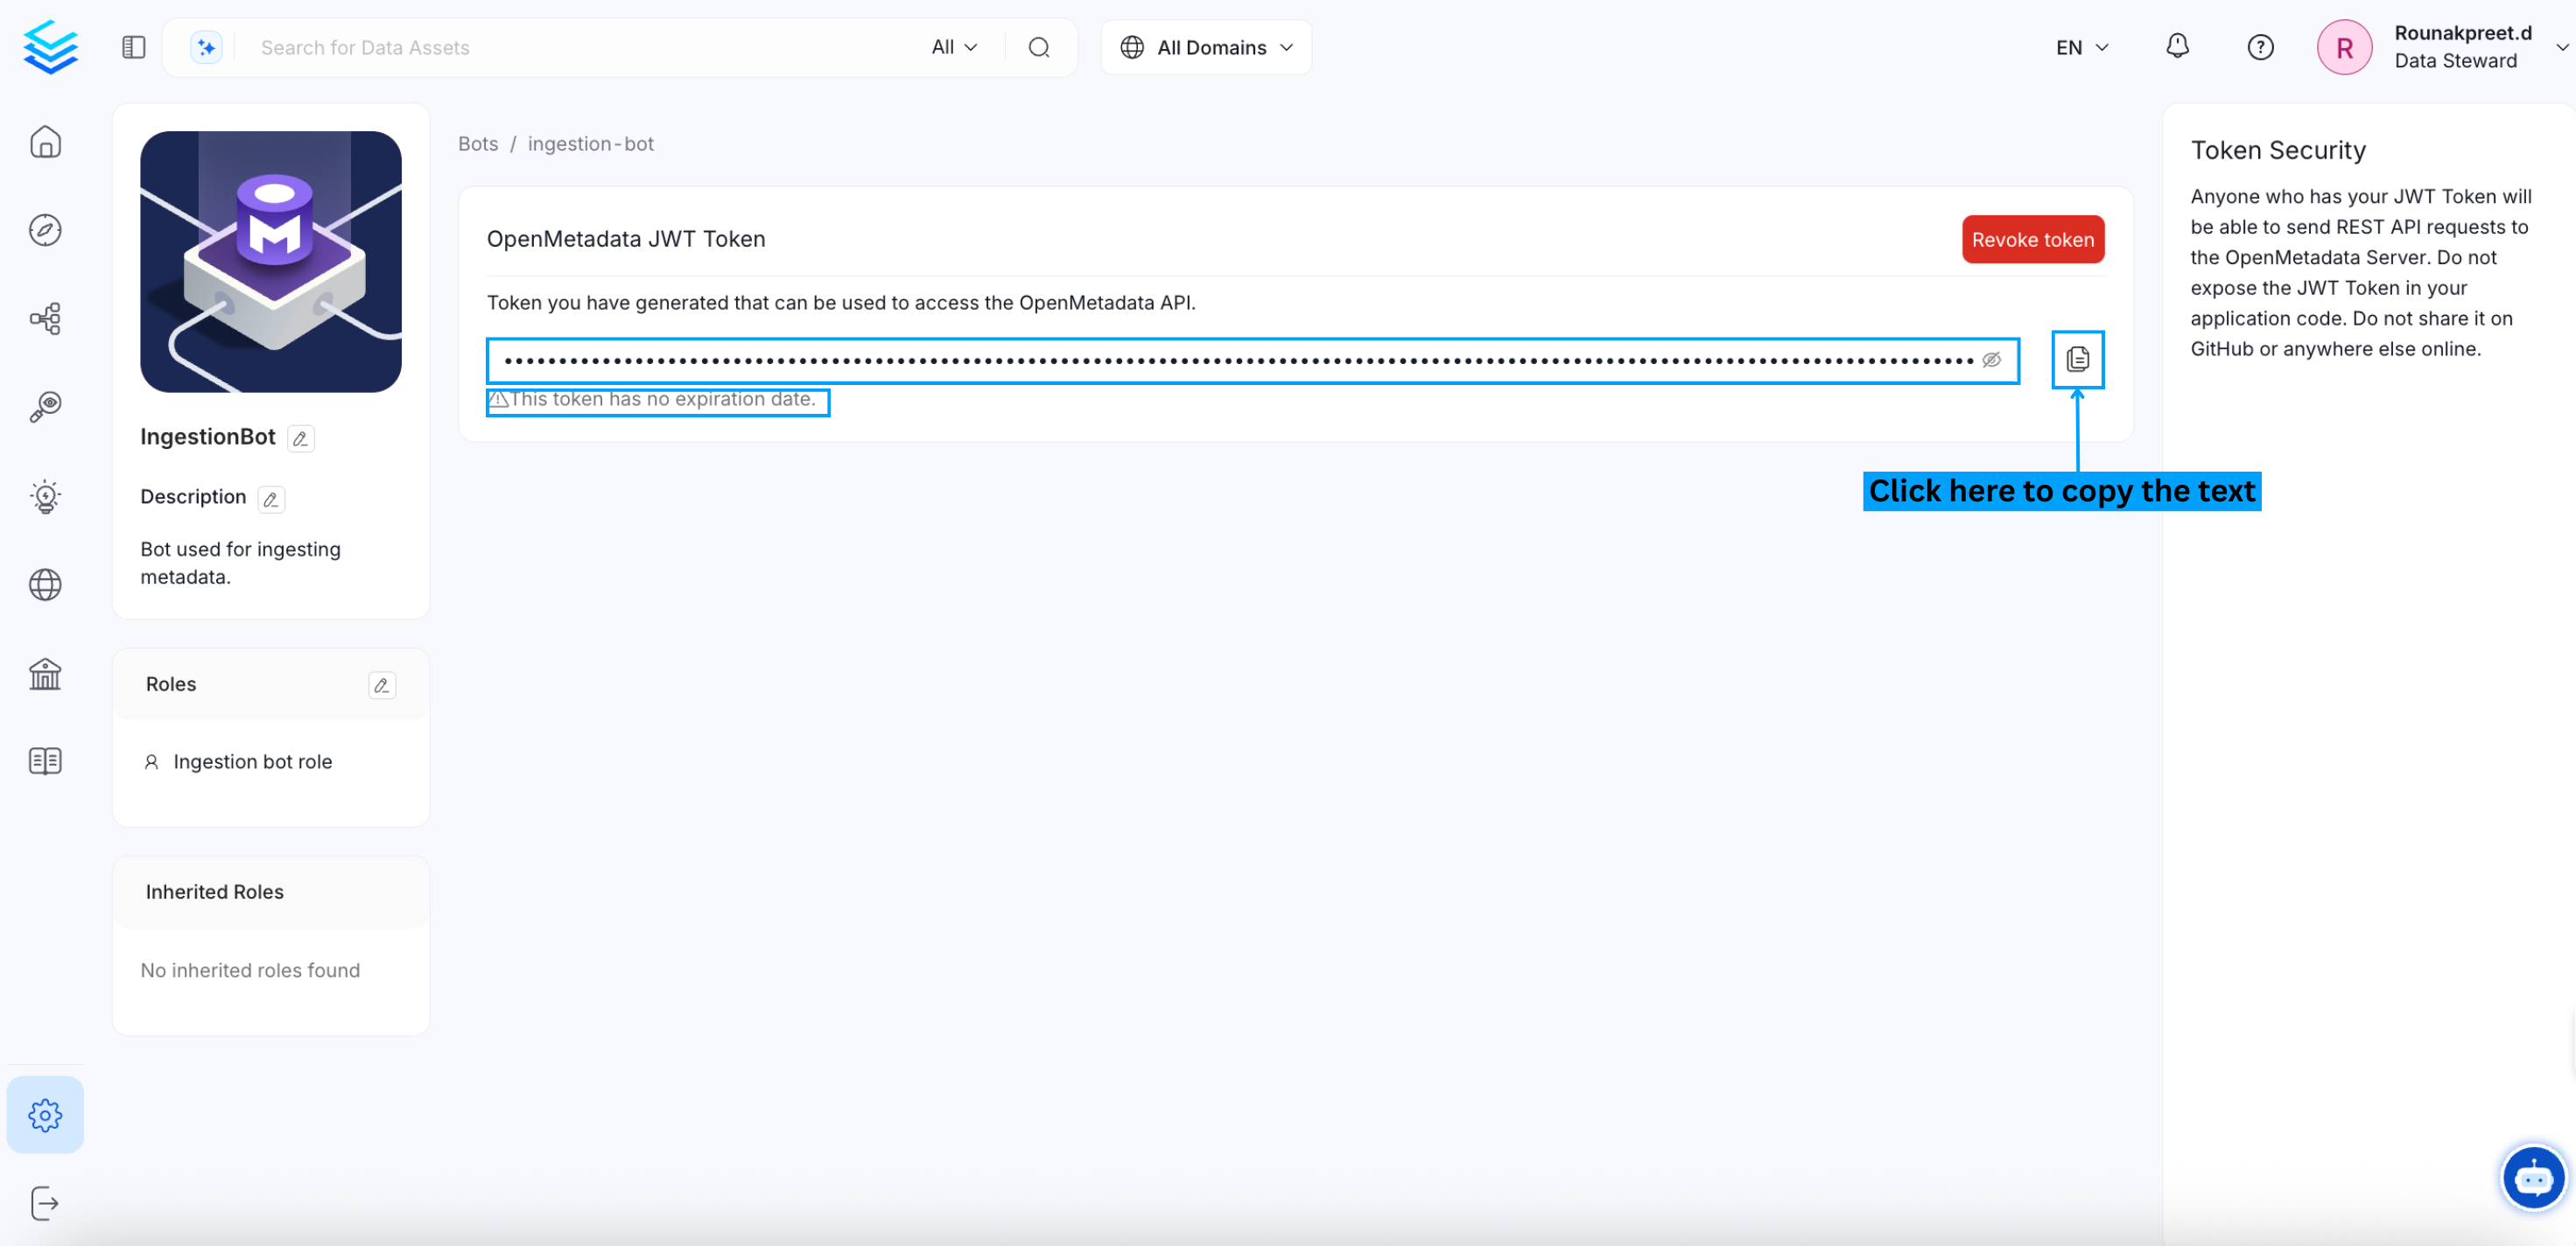 Search for Data Assets
All
All Domains
EN
R
Rounakpreet.d
Data Steward
M
IngestionBot
Description
Bot used for ingesting
metadata.
Roles
Ingestion bot role
Inherited Roles
No inherited roles found
Bots / ingestion-bot
OpenMetadata JWT Token
Revoke token
Token you have generated that can be used to access the OpenMetadata API.
This token has no expiration date.
Click here to copy the text
Token Security
Anyone who has your JWT Token will
be able to send REST API requests to
the OpenMetadata Server. Do not
expose the JWT Token in your
application code. Do not share it on
GitHub or anywhere else online.